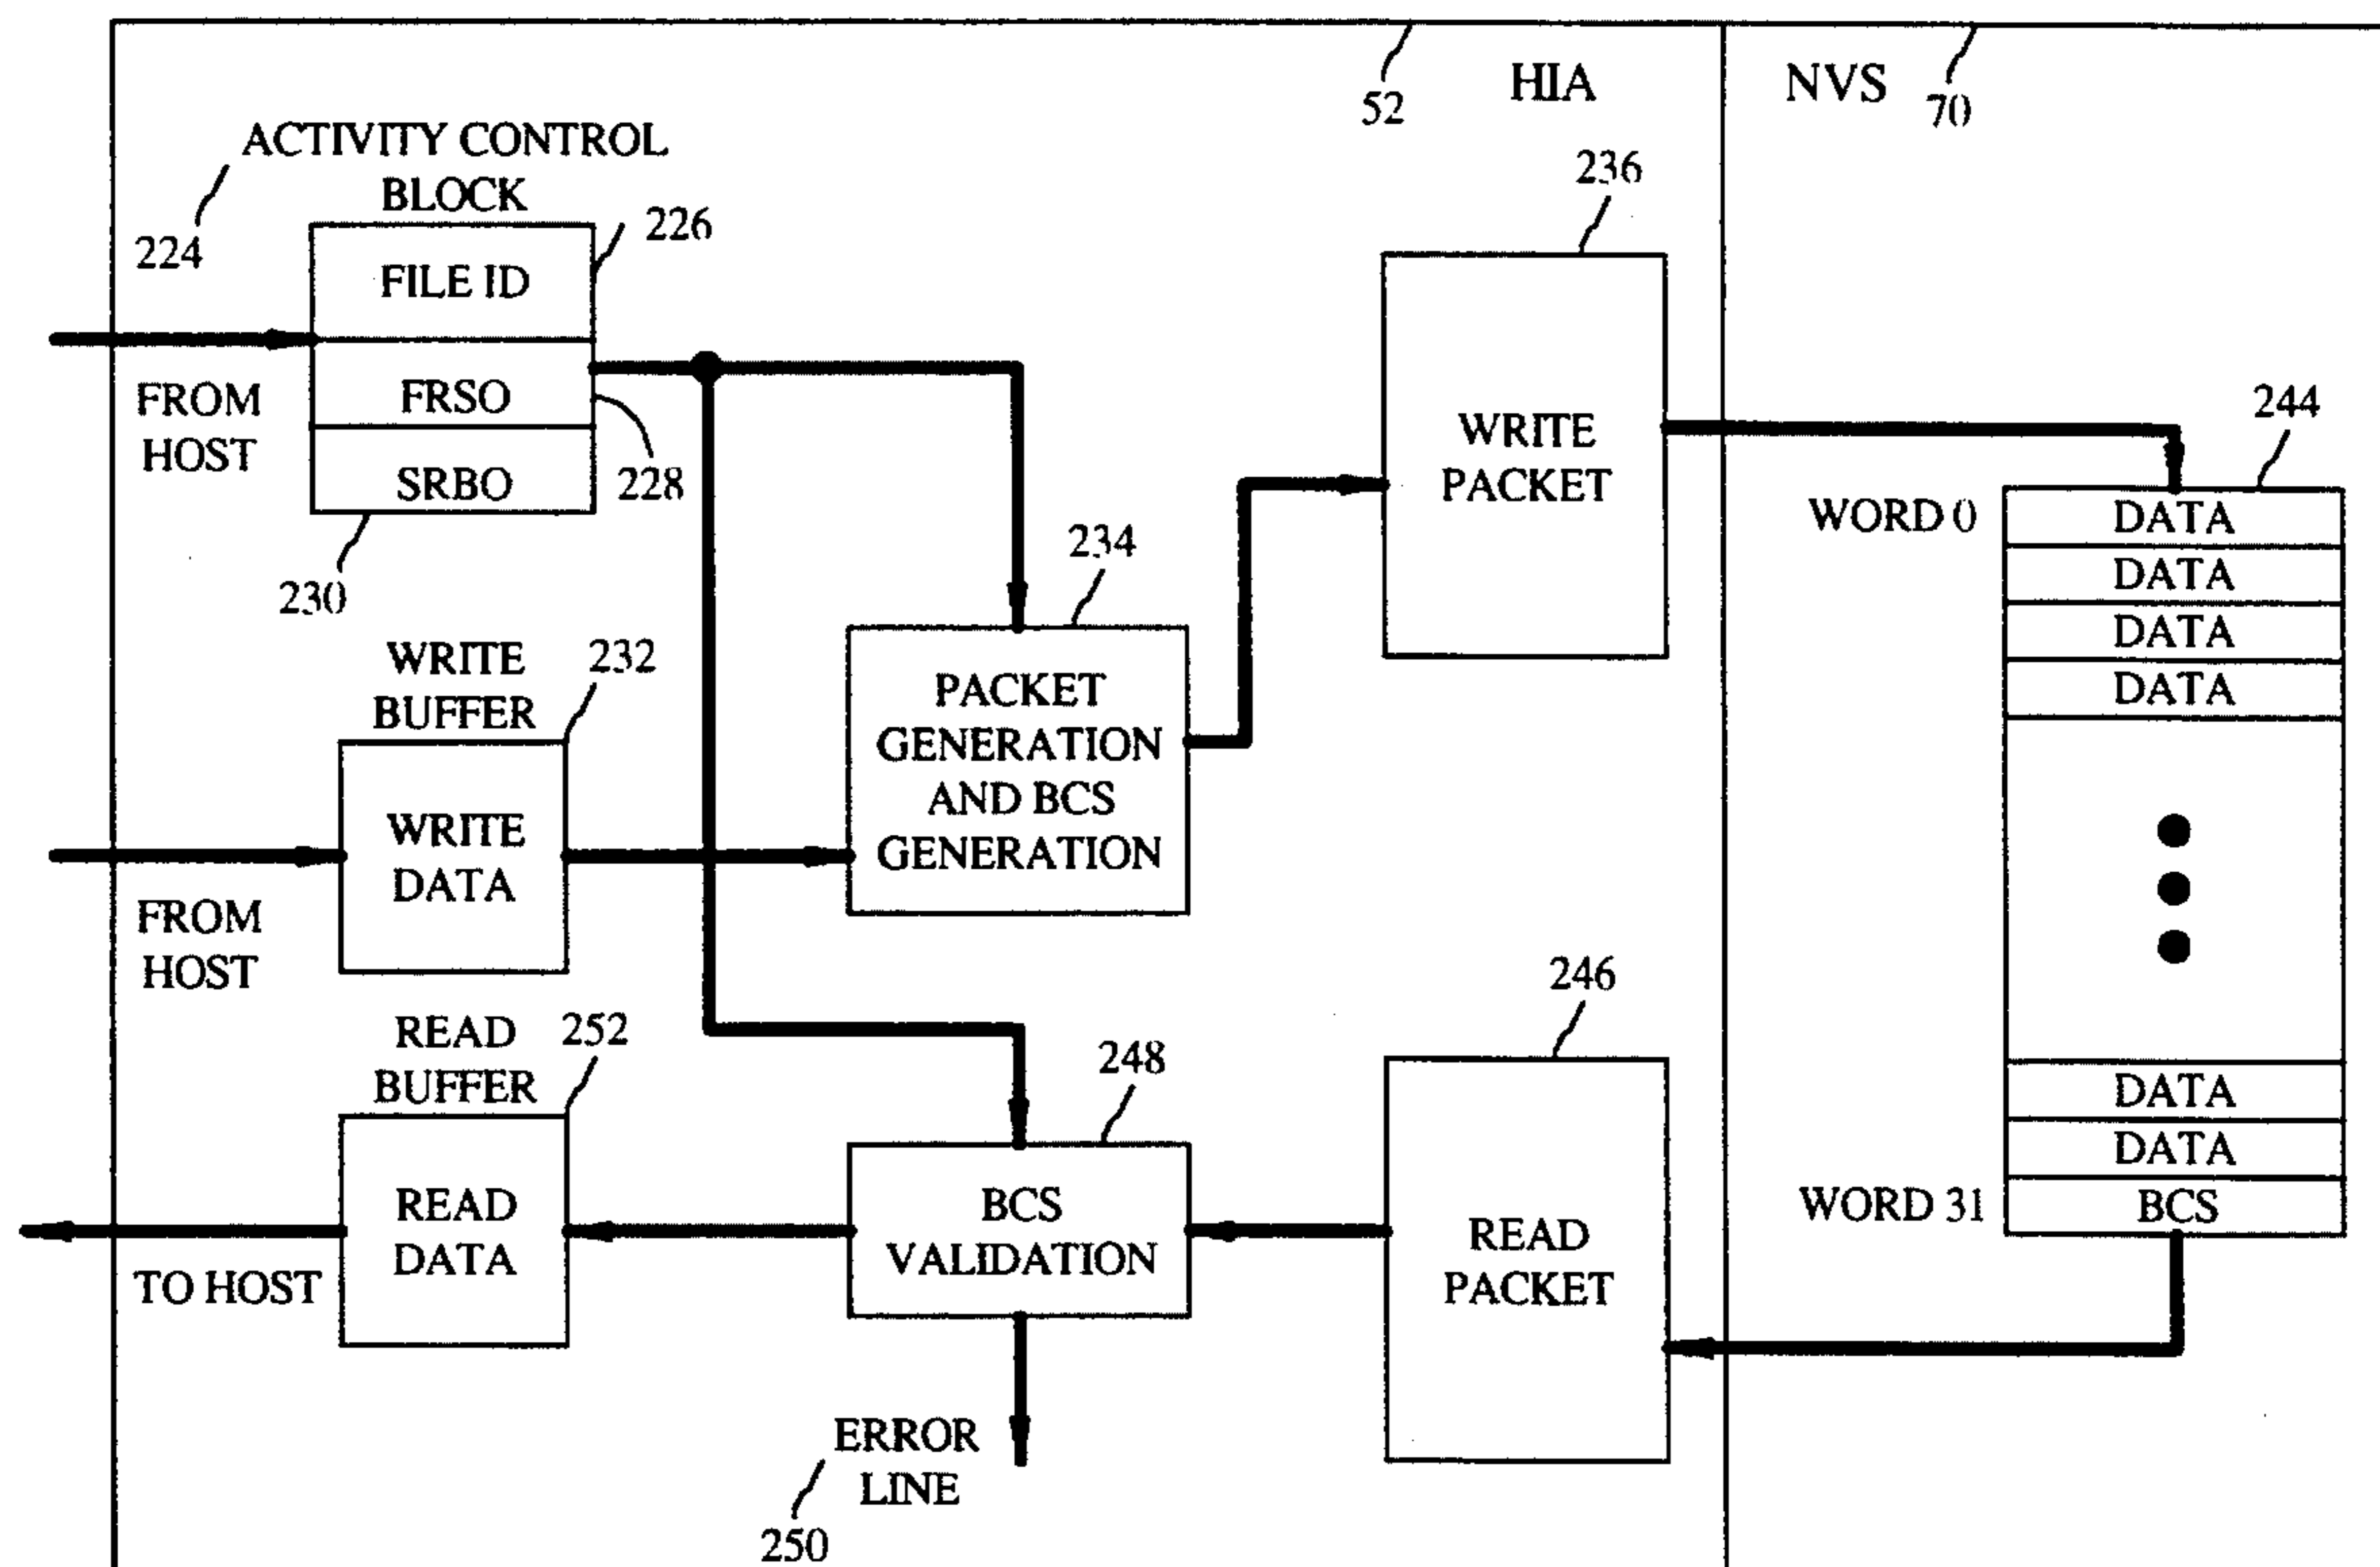 HIA
NVS
52
70
ACTIVITY CONTROL
BLOCK
224
226
FILE ID
FRSO
SRBO
228
230
FROM
HOST
236
WRITE
PACKET
244
WORD 0
DATA
DATA
DATA
DATA
234
PACKET
GENERATION
AND BCS
GENERATION
WRITE
BUFFER
232
WRITE
DATA
FROM
HOST
READ
BUFFER
252
READ
DATA
TO HOST
248
BCS
VALIDATION
246
READ
PACKET
DATA
DATA
WORD 31
BCS
ERROR
LINE
250